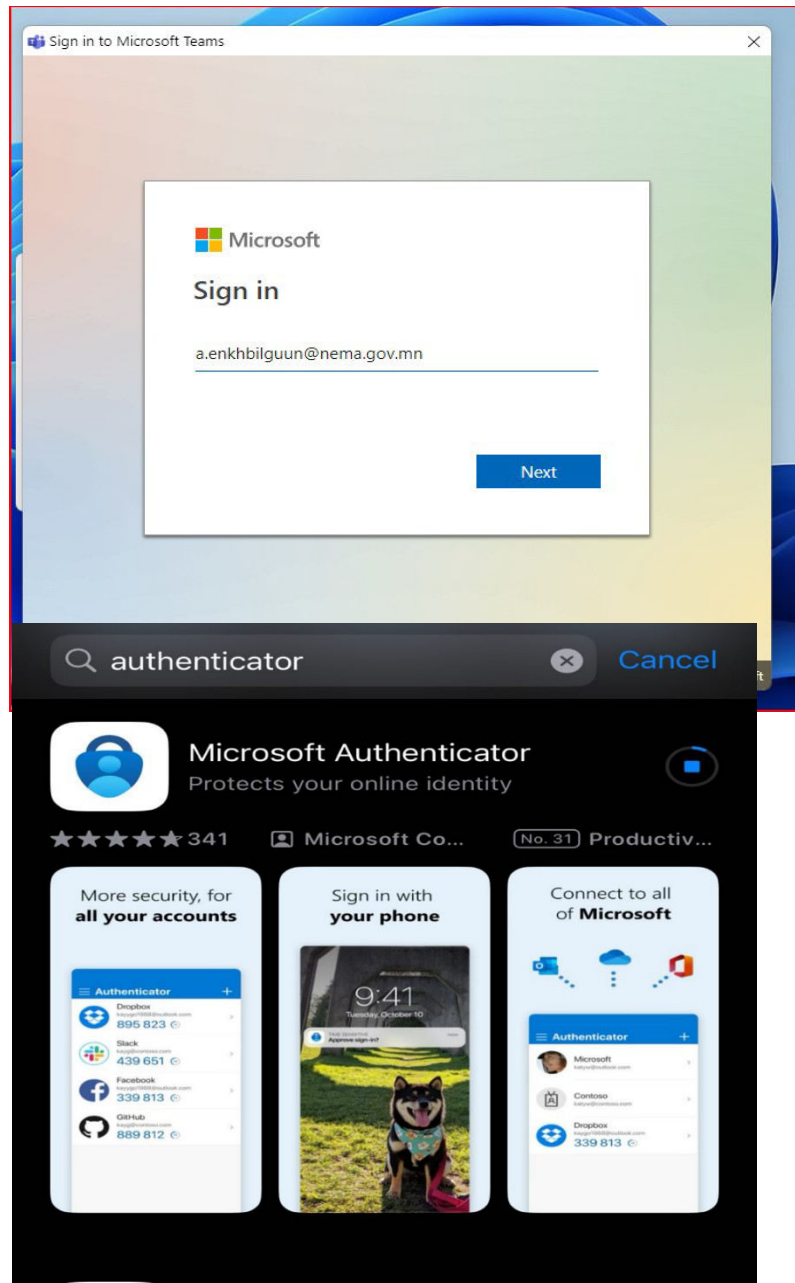 Sign in to Microsoft Teams
Microsoft
Sign in
a.enkhbilguun@nema.gov.mn
Next
authenticator
Cancel
Microsoft Authenticator
Protects your online identity
341
Microsoft Co...
No. 31 Productiv...
More security, for
all your accounts
Authenticator
Dropbox
895 823
Slack
439 651
Facebook
339 813
GitHub
889 812
Sign in with
your phone
9:41
Tuesday, October 10
Approve sign-in?
Connect to all
of Microsoft
Authenticator
Microsoft
Contoso
Dropbox
339 813